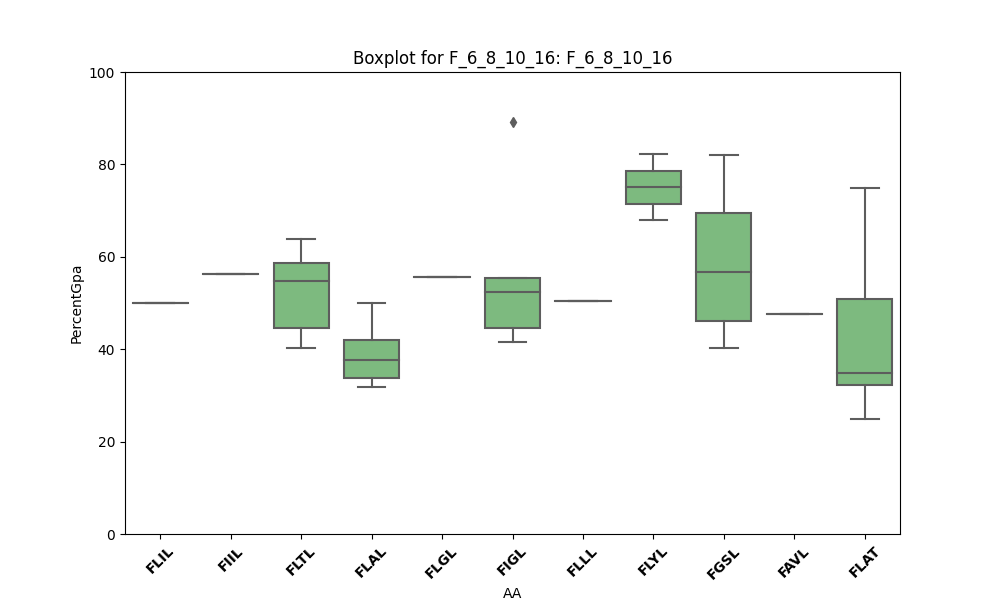 Boxplot for F_6_8_10_16: F_6_8_10_16
100
80
60
40
20
0
PercentGpa
FLIL
FIIL
FLTL
FLAL
FLGL
FIGL
FLLL
FLYL
FGSL
FAVL
FLAT
AA